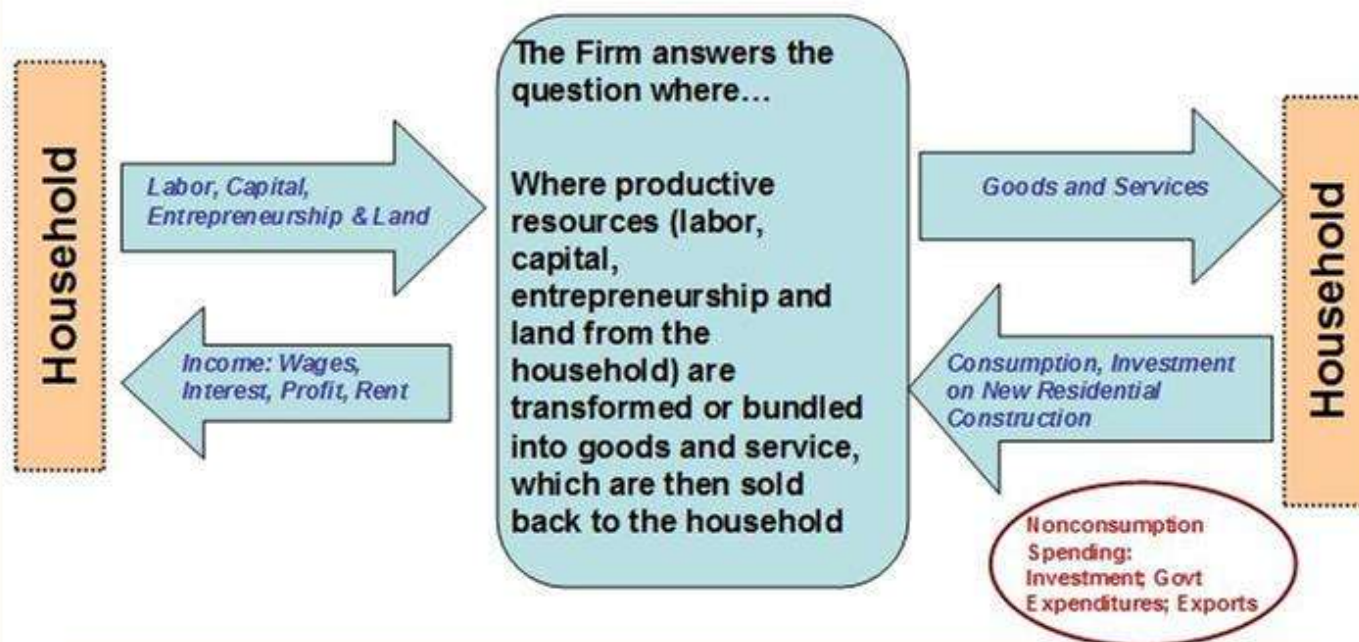 Household
Labor, Capital,
Entrepreneurship & Land
Income: Wages,
Interest, Profit, Rent
The Firm answers the
question where...
Where productive
resources (labor,
capital,
entrepreneurship and
land from the
household) are
transformed or bundled
into goods and service,
which are then sold
back to the household
Goods and Services
Consumption, Investment
on New Residential
Construction
Household
Nonconsumption
Spending:
Investment; Govt
Expenditures; Exports